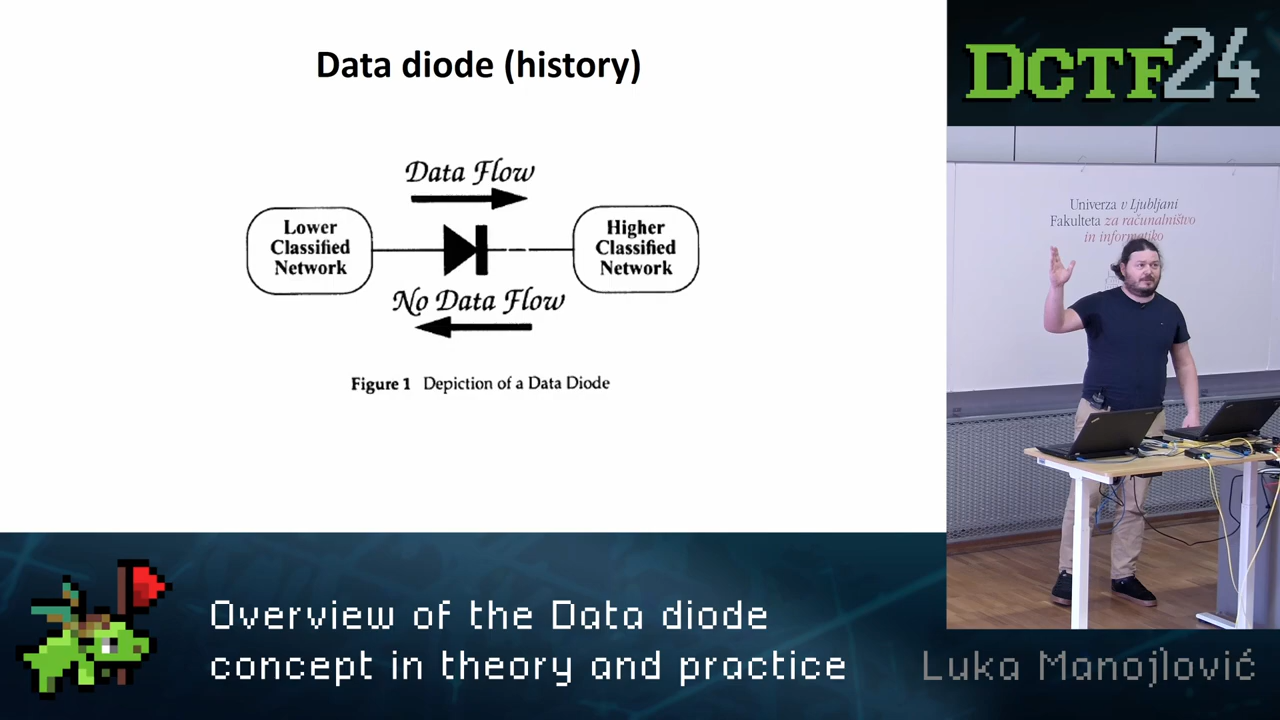 Data diode (history)
Data Flow
Lower
Classified
Network
Higher
Classified
Network
No Data Flow
Figure 1 Depiction of a Data Diode
DCTF24
Univerza v Ljubljani
Fakulteta za računalništvo
in informatiko
Overview of the Data diode
concept in theory and practice
Luka Manojlović